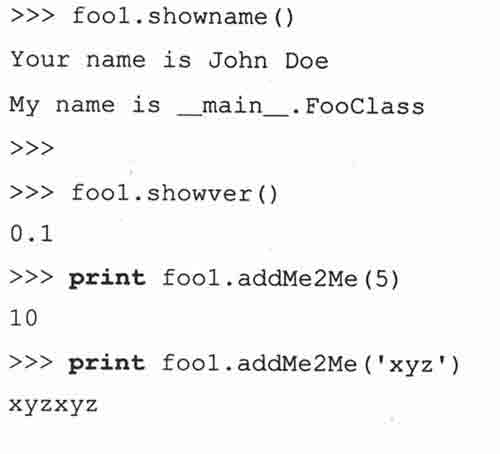 >>> foo1.showname()
Your name is John Doe
My name is __main__.FooClass
>>>
>>> foo1.showver()
0.1
>>> print foo1.addMe2Me(5)
10
>>> print foo1.addMe2Me('xyz')
xyzxyz